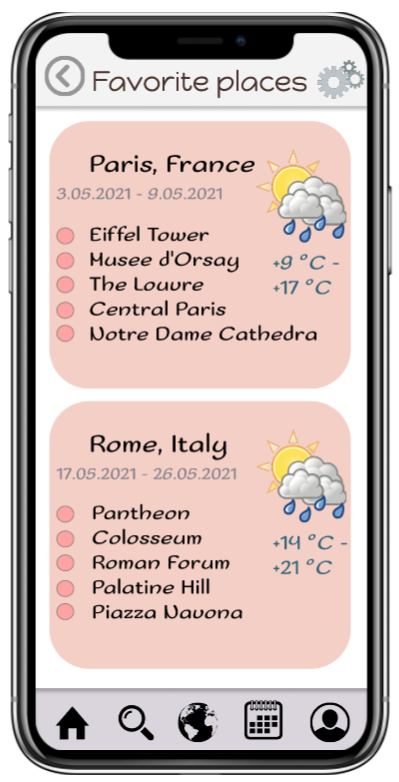 Favorite places
Paris, France
3.05.2021 - 9.05.2021
Eiffel Tower
Musee d'Orsay
The Louvre
Central Paris
Notre Dame Cathedra
+9 °C -
+17 °C
Rome, Italy
17.05.2021 - 26.05.2021
Pantheon
Colosseum
Roman Forum
Palatine Hill
Piazza Navona
+14 °C -
+21 °C